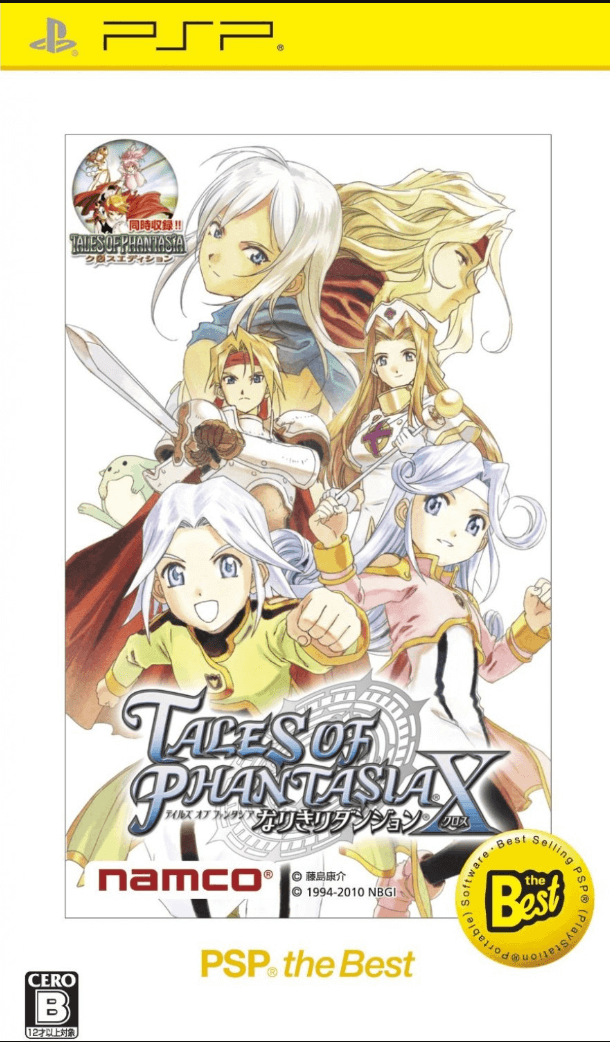 PSP®
同時収録!!
TALES OF PHANTASIA
クロスエディション
TALES OF
PHANTASIA® X
テイルズ オブ ファンタジア なりきりダンジョン® クロス
namco®
© 藤島康介
© 1994-2010 NBGI
Software・Best Selling PSP® (PlayStation®Portable)
the
Best
PSP® the Best
CERO
B
12才以上対象